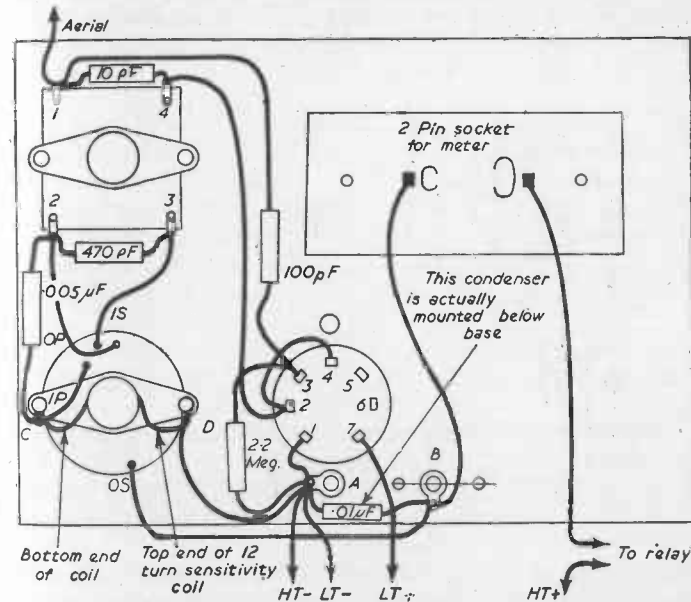 Aerial
10 pF
1
4
2 Pin socket
for meter
2
3
470 pF
.005 µF
1S
OP
1P
C
D
OS
100pF
This condenser
is actually
mounted below
base
3
4
5
2
6
1
7
2·2
Meg.
A
B
.01µF
Bottom end
of coil
Top end of 12
turn sensitivity
coil
HT-
LT-
LT+
HT+
To relay